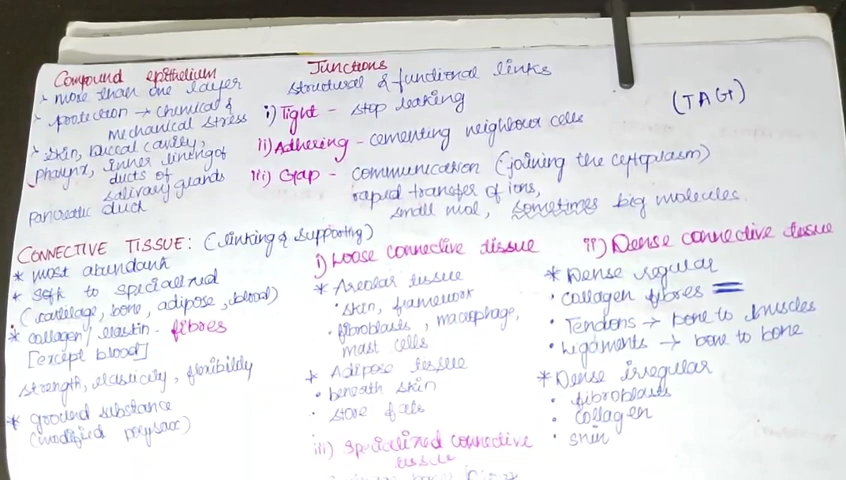 Compound epithelium
> more than one layer
> protection → chemical &
mechanical stress
> skin, buccal cavity,
pharynx, inner lining of
ducts of
salivary glands
pancreatic duct
Junctions
structural & functional links
i) Tight - stop leaking
(TAG)
ii) Adhering - cementing neighbour cells
iii) Gap - communication (joining the cytoplasm)
rapid transfer of ions,
small mol, sometimes big molecules
CONNECTIVE TISSUE: (linking & supporting)
* most abundant
* soft to specialized
(cartilage, bone, adipose, blood)
* collagen / elastin - fibres
[except blood]
strength, elasticity, flexibility
* ground substance
(modified polysacc)
i) Loose connective tissue
* Areolar tissue
· skin, framework
· fibroblasts, macrophage,
mast cells
* Adipose tissue
· beneath skin
· store fats
iii) Specialized connective
tissue
ii) Dense connective tissue
* Dense regular
· collagen fibres =
· Tendons → bone to muscles
· Ligaments → bone to bone
* Dense irregular
· fibroblasts
· collagen
· skin